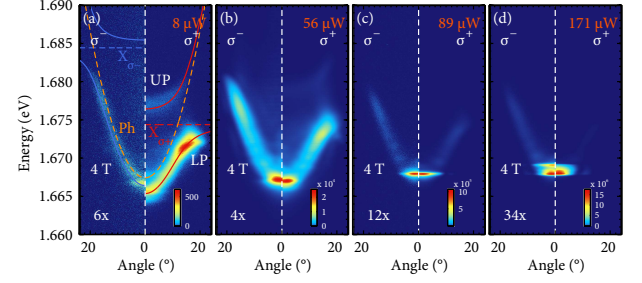 (a) 8 µW
σ− σ+
Xσ−
UP
Ph
Xσ+
LP
4 T
6x
500
0
(b) 56 µW
σ− σ+
4 T
4x
2
1
0
(c) 89 µW
σ− σ+
4 T
12x
10
5
0
(d) 171 µW
σ− σ+
4 T
34x
15
10
5
0
Energy (eV)
1.690
1.685
1.680
1.675
1.670
1.665
1.660
20 0 20
20 0 20
20 0 20
20 0 20
Angle (°) Angle (°) Angle (°) Angle (°)